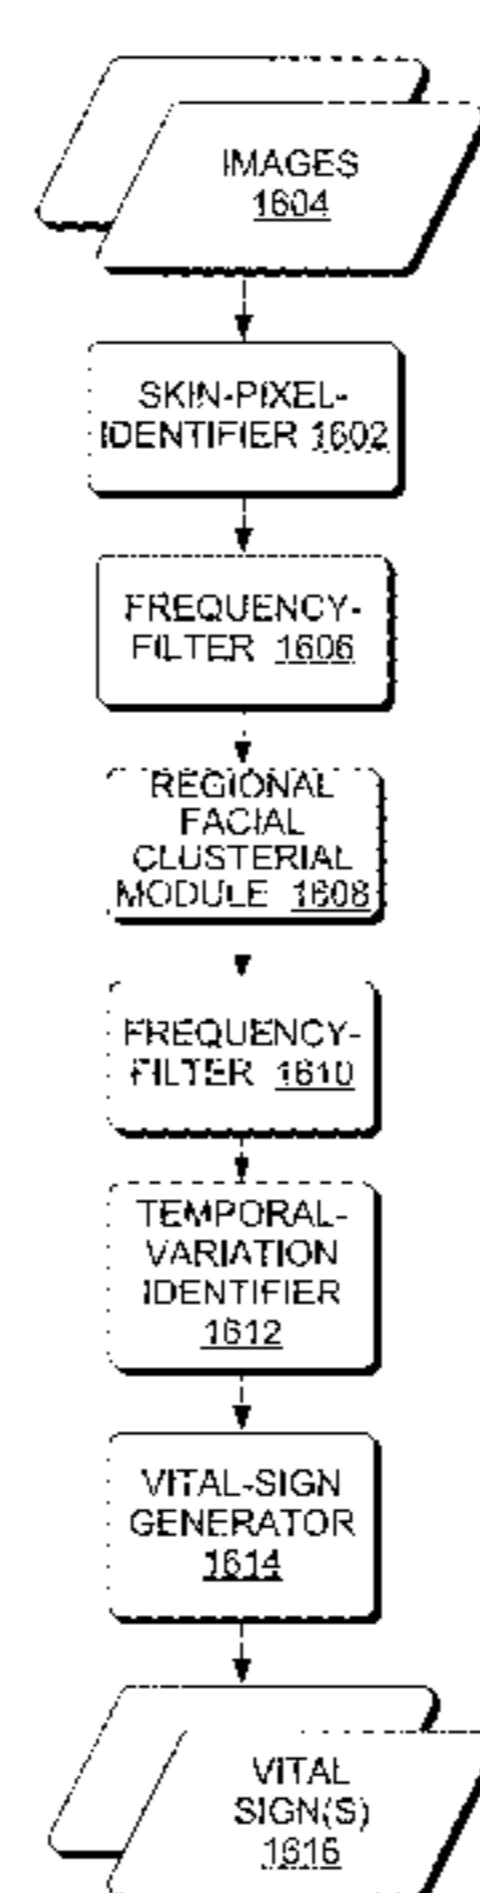 IMAGES
1604
SKIN-PIXEL-
IDENTIFIER 1602
FREQUENCY-
FILTER 1606
REGIONAL
FACIAL
CLUSTERIAL
MODULE 1608
FREQUENCY-
FILTER 1610
TEMPORAL-
VARIATION
IDENTIFIER
1612
VITAL-SIGN
GENERATOR
1614
VITAL
SIGN(S)
1616